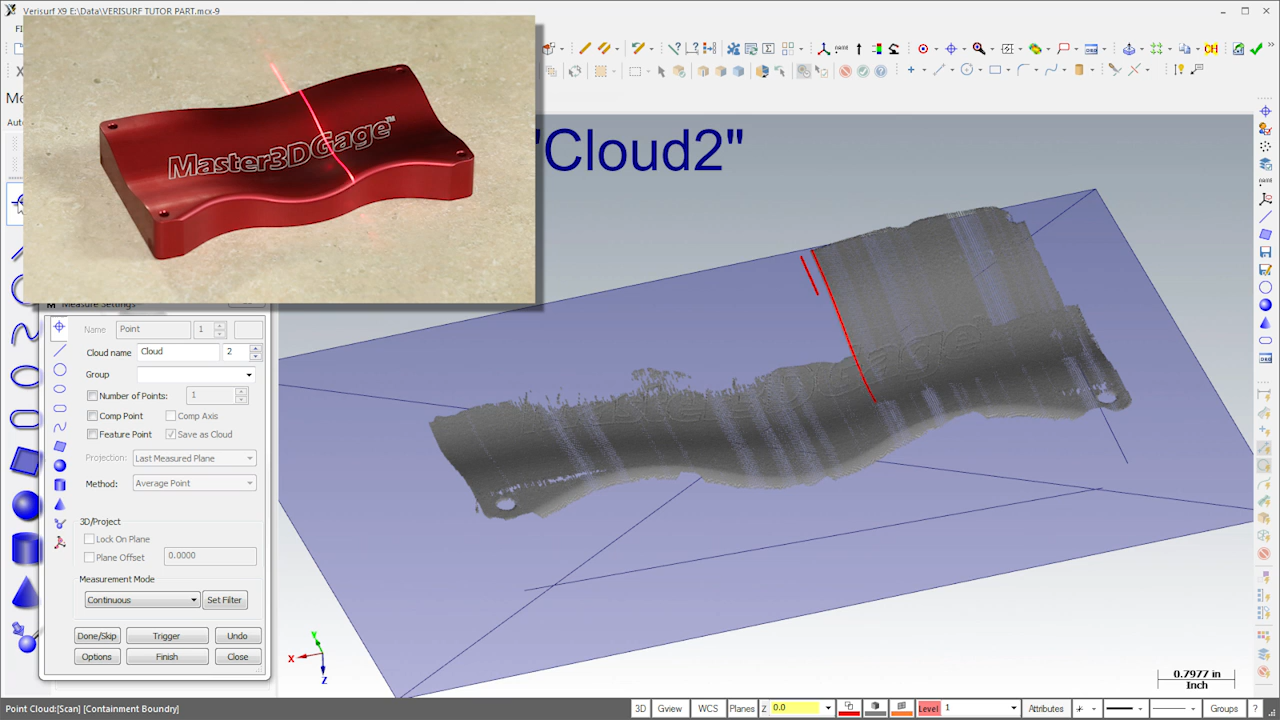 Verisurf X9 E:\Data\VERISURF TUTOR PART.mcx-9
Master3DGage™
"Cloud2"
name
CH
Measure Settings
Name
Point
1
Cloud name
Cloud
2
Group
Number of Points:
1
Comp Point
Comp Axis
Feature Point
Save as Cloud
Projection:
Last Measured Plane
Method:
Average Point
3D/Project
Lock On Plane
Plane Offset
0.0000
Measurement Mode
Continuous
Set Filter
Done/Skip
Trigger
Undo
Options
Finish
Close
Y
X
Z
0.7977 in
Inch
Point Cloud:[Scan] [Containment Boundry]
3D
Gview
WCS
Planes
Z
0.0
Level
1
Attributes
Groups
?